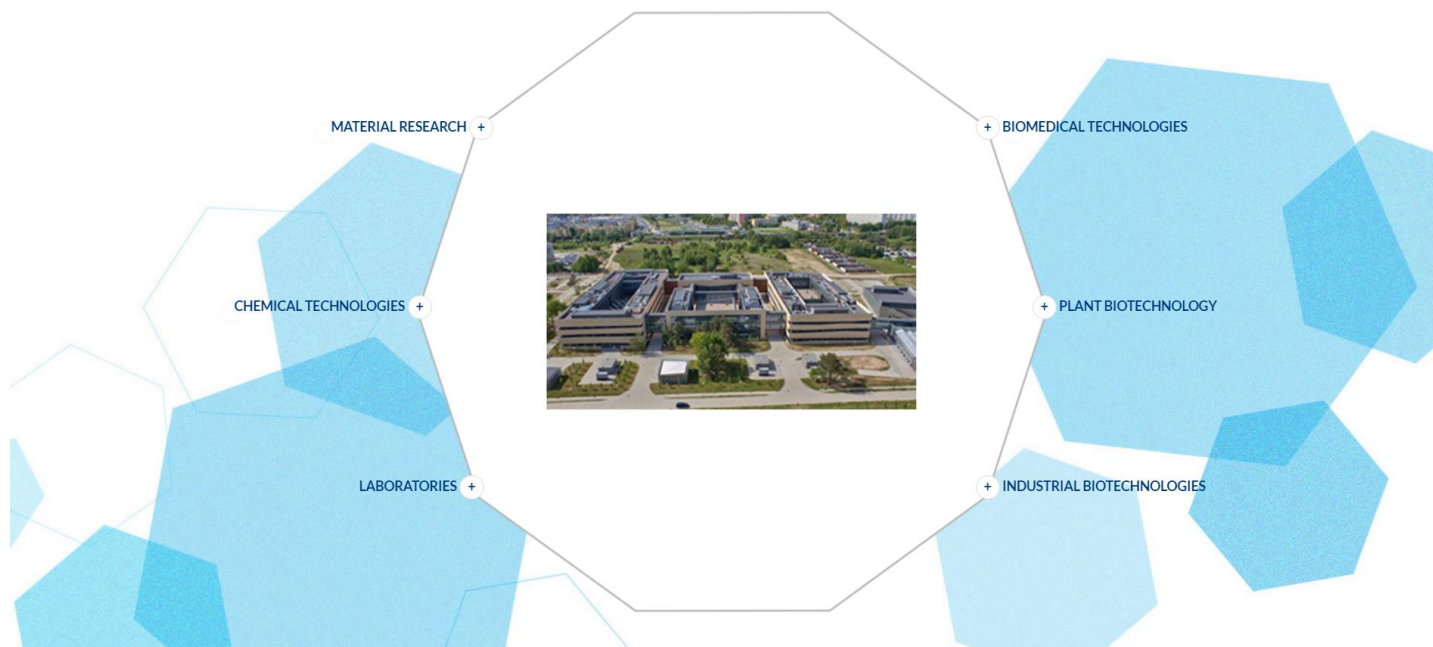 MATERIAL RESEARCH +
+ BIOMEDICAL TECHNOLOGIES
CHEMICAL TECHNOLOGIES +
+ PLANT BIOTECHNOLOGY
LABORATORIES +
+ INDUSTRIAL BIOTECHNOLOGIES